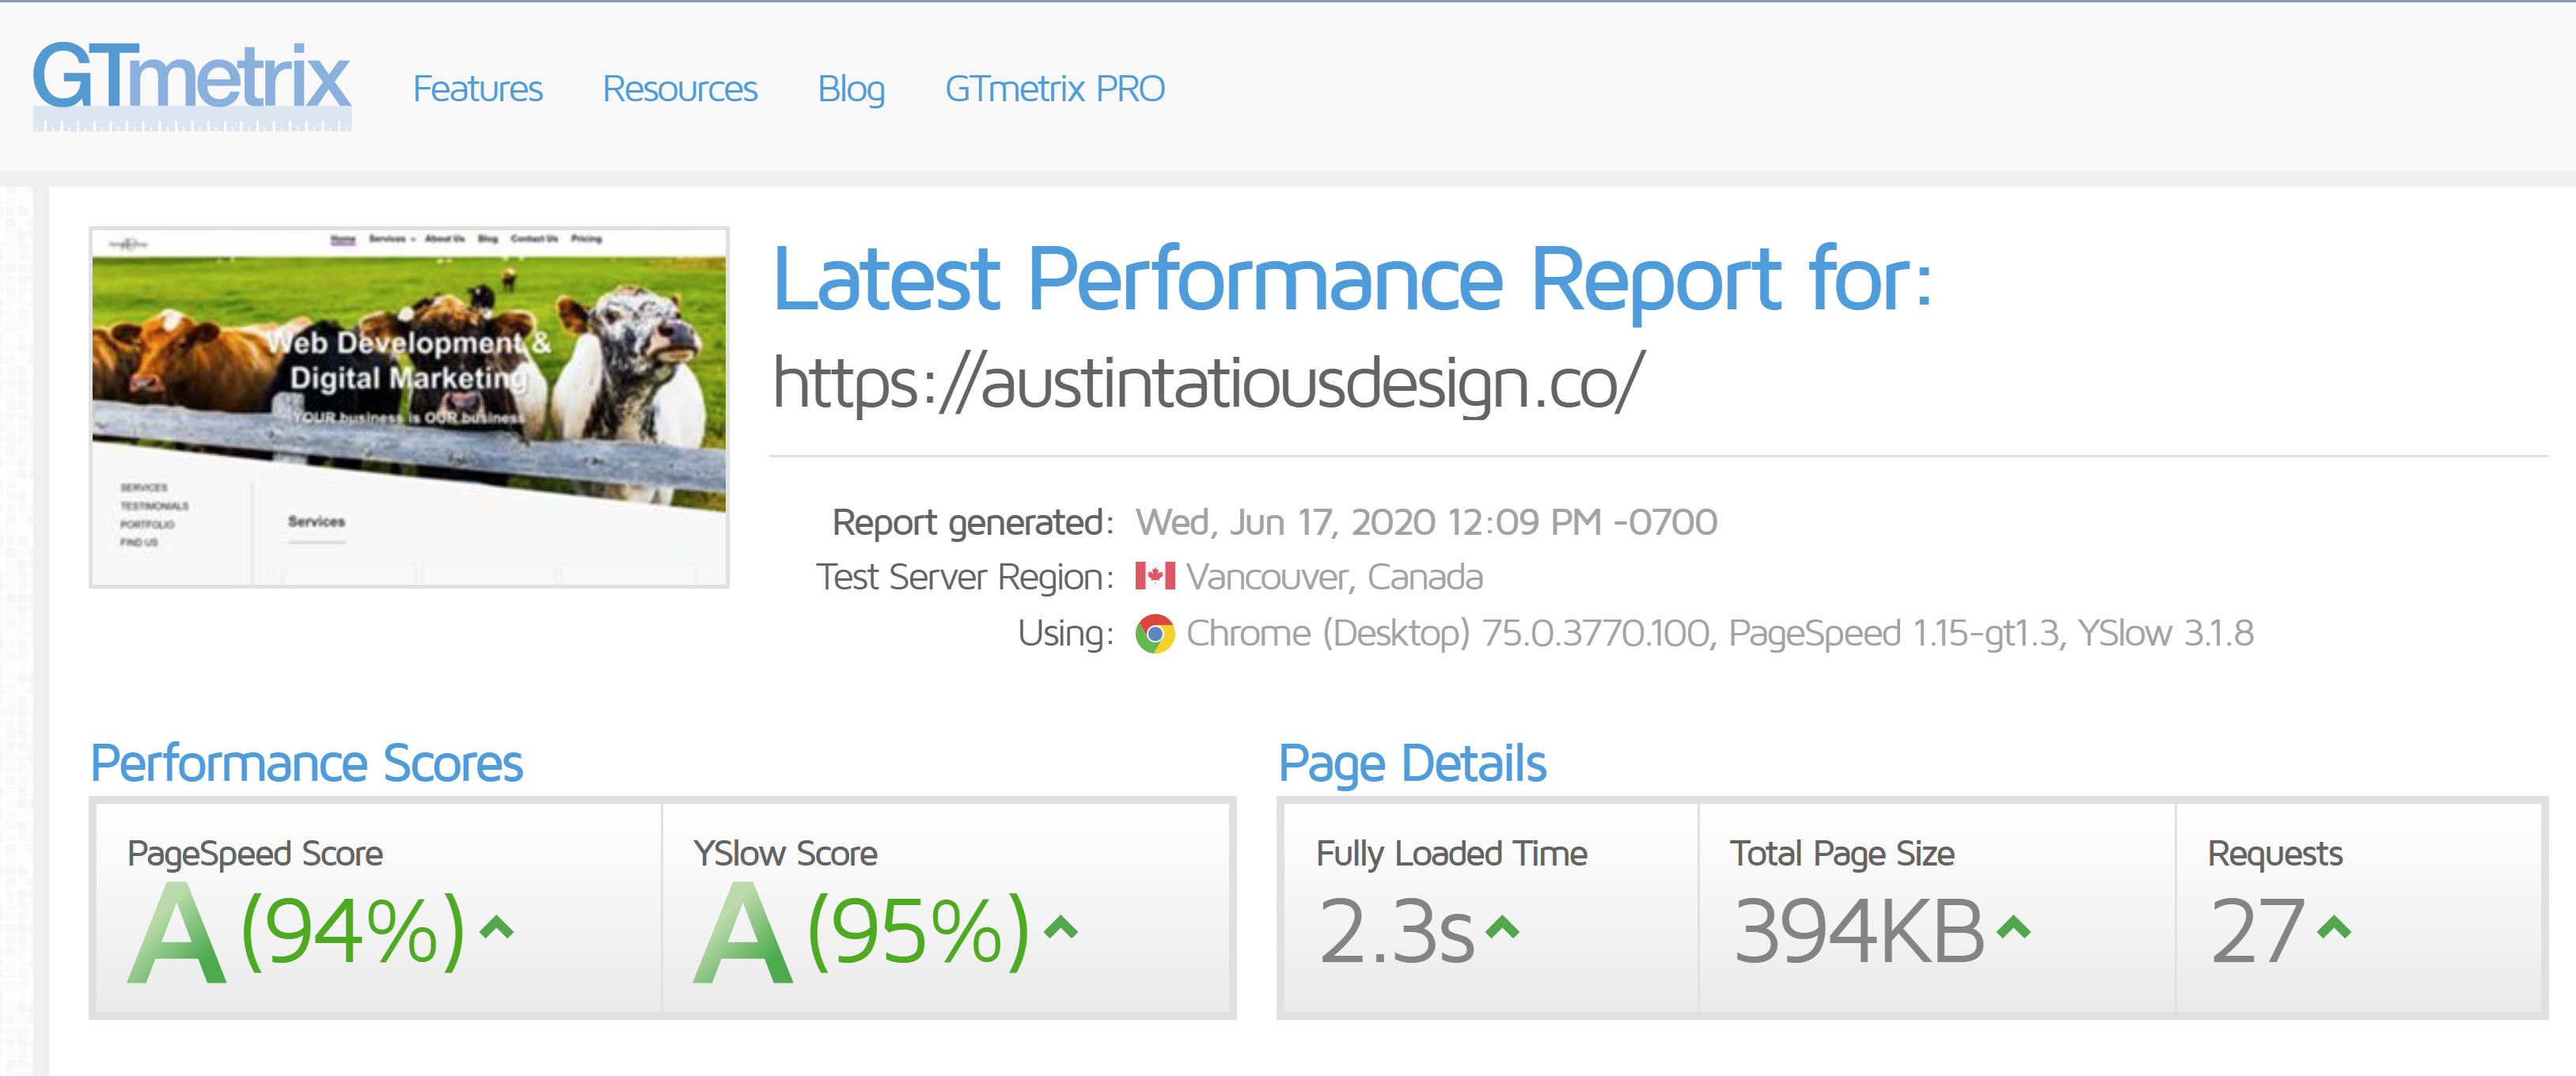 GTmetrix
Features Resources Blog GTmetrix PRO
Home Services About Us Blog Contact Us Pricing
Web Development &
Digital Marketing
YOUR business is OUR business
SERVICES
TESTIMONIALS
PORTFOLIO
FIND US
Services
Latest Performance Report for:
https://austintatiousdesign.co/
Report generated: Wed, Jun 17, 2020 12:09 PM -0700
Test Server Region: Vancouver, Canada
Using: Chrome (Desktop) 75.0.3770.100, PageSpeed 1.15-gt1.3, YSlow 3.1.8
Performance Scores
PageSpeed Score
A (94%)
YSlow Score
A (95%)
Page Details
Fully Loaded Time
2.3s
Total Page Size
394KB
Requests
27